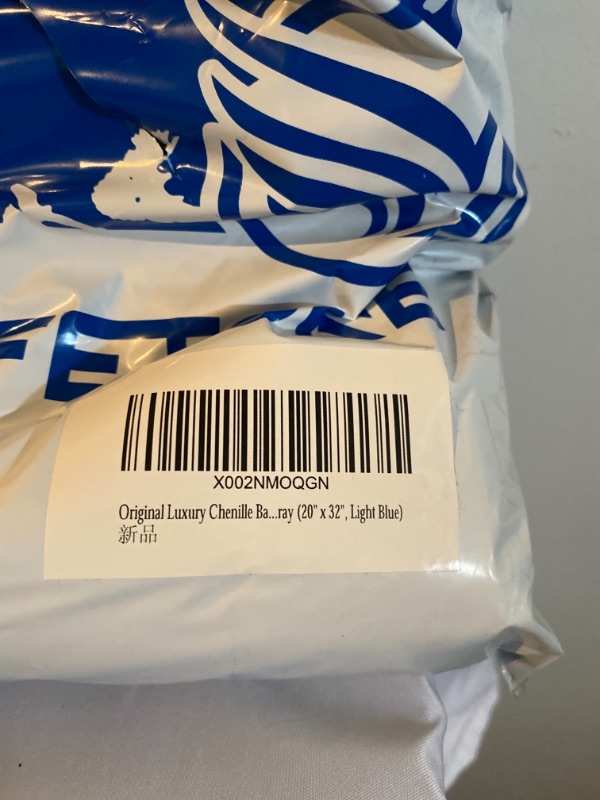 X002NMOQGN
Original Luxury Chenille Ba...ray (20" x 32", Light Blue)
新品